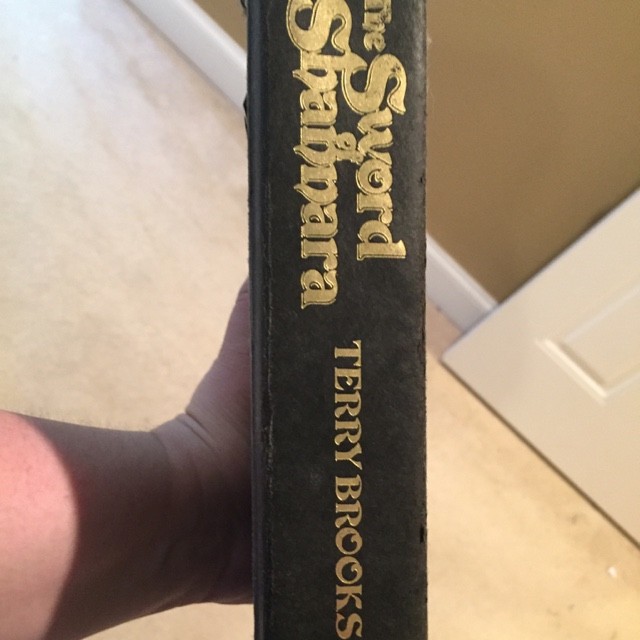 The Sword
of
Shannara
TERRY BROOKS